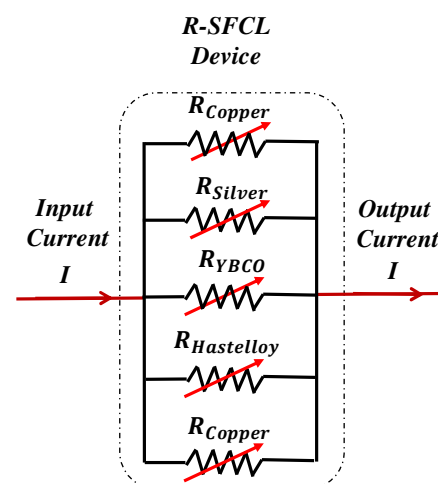 R-SFCL
Device
R_Copper
R_Silver
Input
Current
I
Output
Current
I
R_YBCO
R_Hastelloy
R_Copper